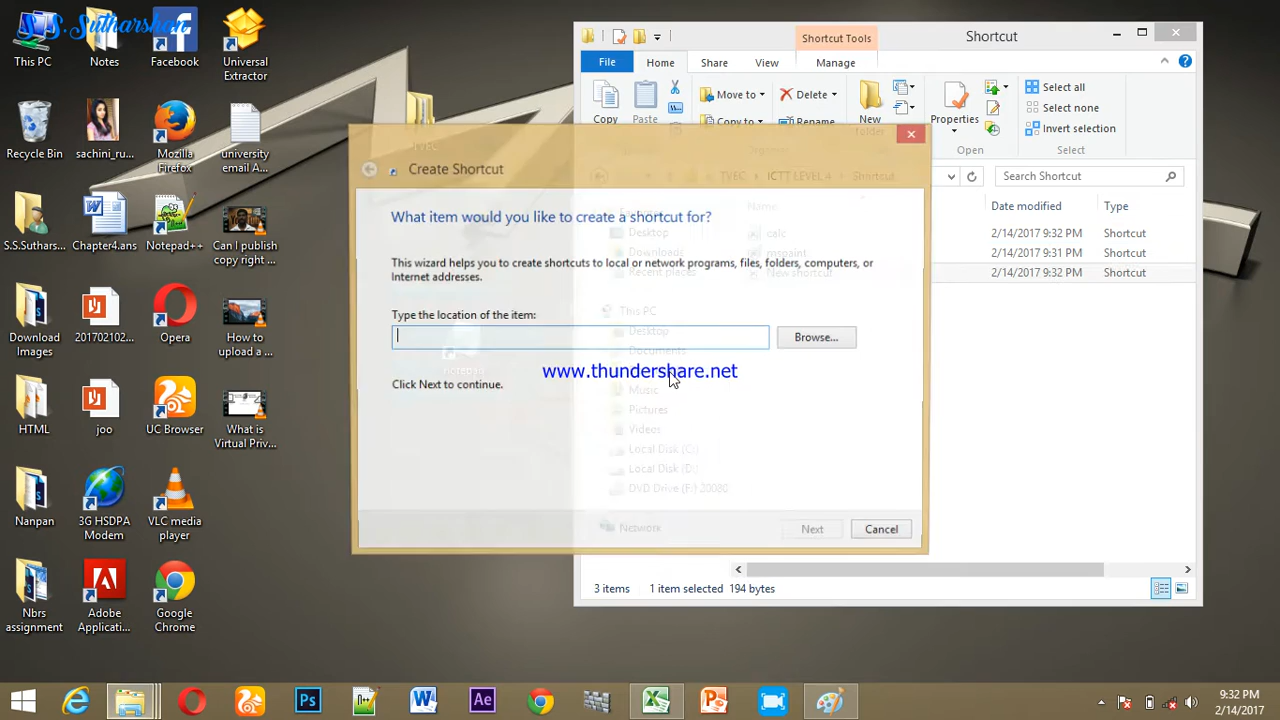 S.S.Sutharshan
This PC
Notes
Facebook
Universal
Extractor
Recycle Bin
sachini_ru...
Mozilla
Firefox
university
email A...
S.S.Suthars...
Chapter4.ans
Notepad++
Can I publish
copy right ...
Download
Images
201702102...
Opera
How to
upload a ...
HTML
joo
UC Browser
What is
Virtual Priv...
Nanpan
3G HSDPA
Modem
VLC media
player
Nbrs
assignment
Adobe
Applicati...
Google
Chrome
Shortcut Tools
Shortcut
File
Home
Share
View
Manage
Copy
Paste
Move to
Copy to
Delete
Rename
New
folder
Properties
Open
Select all
Select none
Invert selection
Select
TVEC
ICTT LEVEL 4
Shortcut
Search Shortcut
Name
Date modified
Type
calc
2/14/2017 9:32 PM
Shortcut
mspaint
2/14/2017 9:31 PM
Shortcut
New shortcut
2/14/2017 9:32 PM
Shortcut
Desktop
Downloads
Recent places
This PC
Desktop
Documents
Music
Pictures
Videos
Local Disk (C:)
Local Disk (D:)
DVD Drive (F:) 20080
Network
3 items
1 item selected 194 bytes
Create Shortcut
What item would you like to create a shortcut for?
This wizard helps you to create shortcuts to local or network programs, files, folders, computers, or
Internet addresses.
Type the location of the item:
Browse...
notepad
www.thundershare.net
Click Next to continue.
Next
Cancel
9:32 PM
2/14/2017